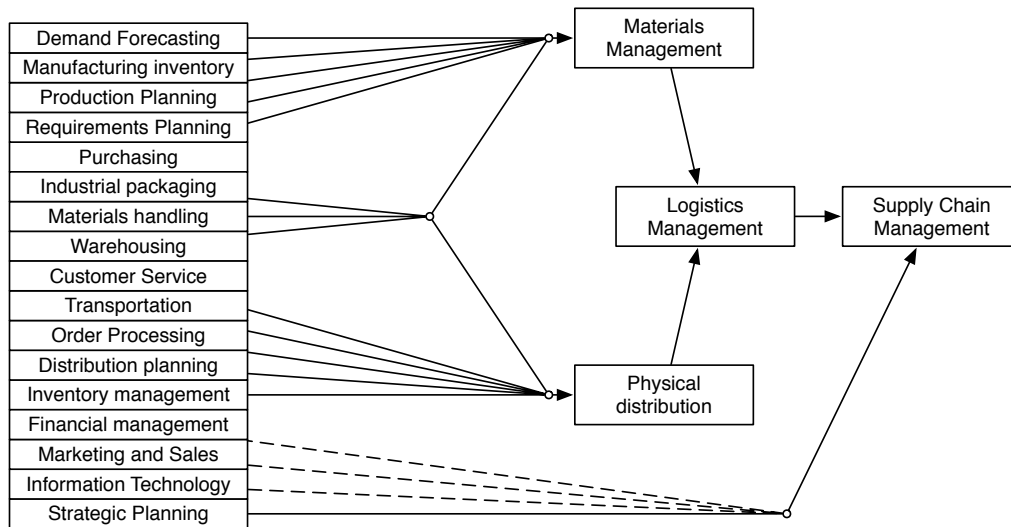 Demand Forecasting
Manufacturing inventory
Production Planning
Requirements Planning
Purchasing
Industrial packaging
Materials handling
Warehousing
Customer Service
Transportation
Order Processing
Distribution planning
Inventory management
Financial management
Marketing and Sales
Information Technology
Strategic Planning
Materials
Management
Logistics
Management
Supply Chain
Management
Physical
distribution